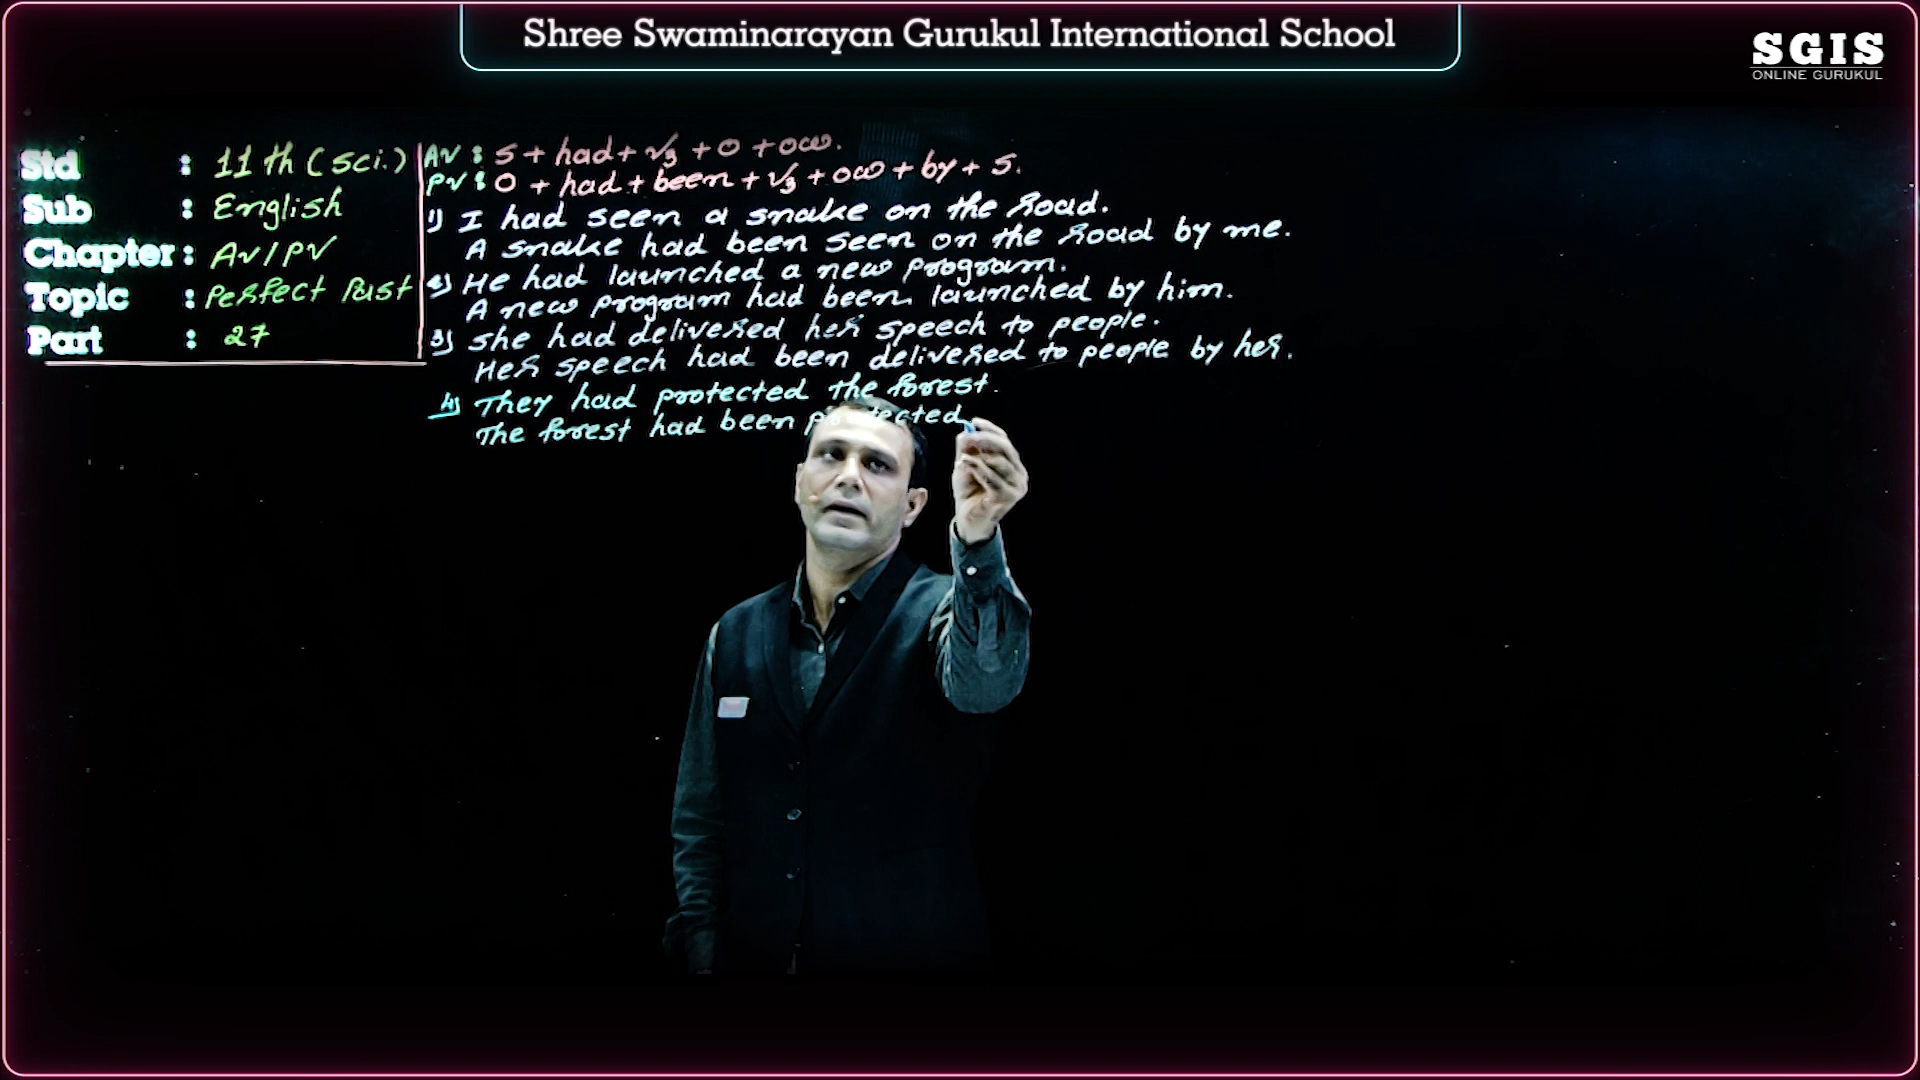 Shree Swaminarayan Gurukul International School
SGIS
ONLINE GURUKUL
Std : 11 th (Sci.)
Sub : English
Chapter : AV/PV
Topic : Perfect Past
Part : 27
AV : S + had + V3 + O + OW.
PV : O + had + been + V3 + OW + by + S.
1) I had seen a snake on the road.
A snake had been seen on the road by me.
2) He had launched a new program.
A new program had been launched by him.
3) She had delivered her speech to people.
Her speech had been delivered to people by her.
4) They had protected the forest.
The forest had been protected